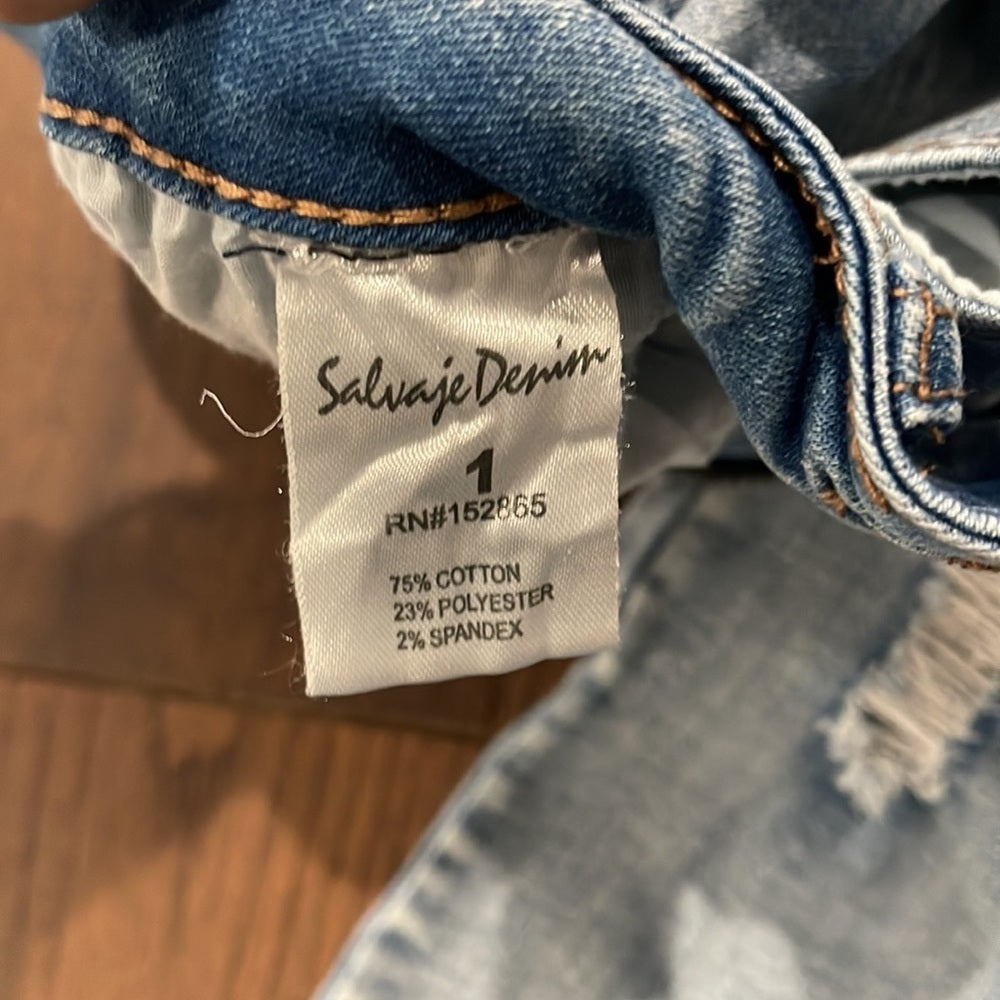 Salvaje Denim
1
RN#152865
75% COTTON
23% POLYESTER
2% SPANDEX